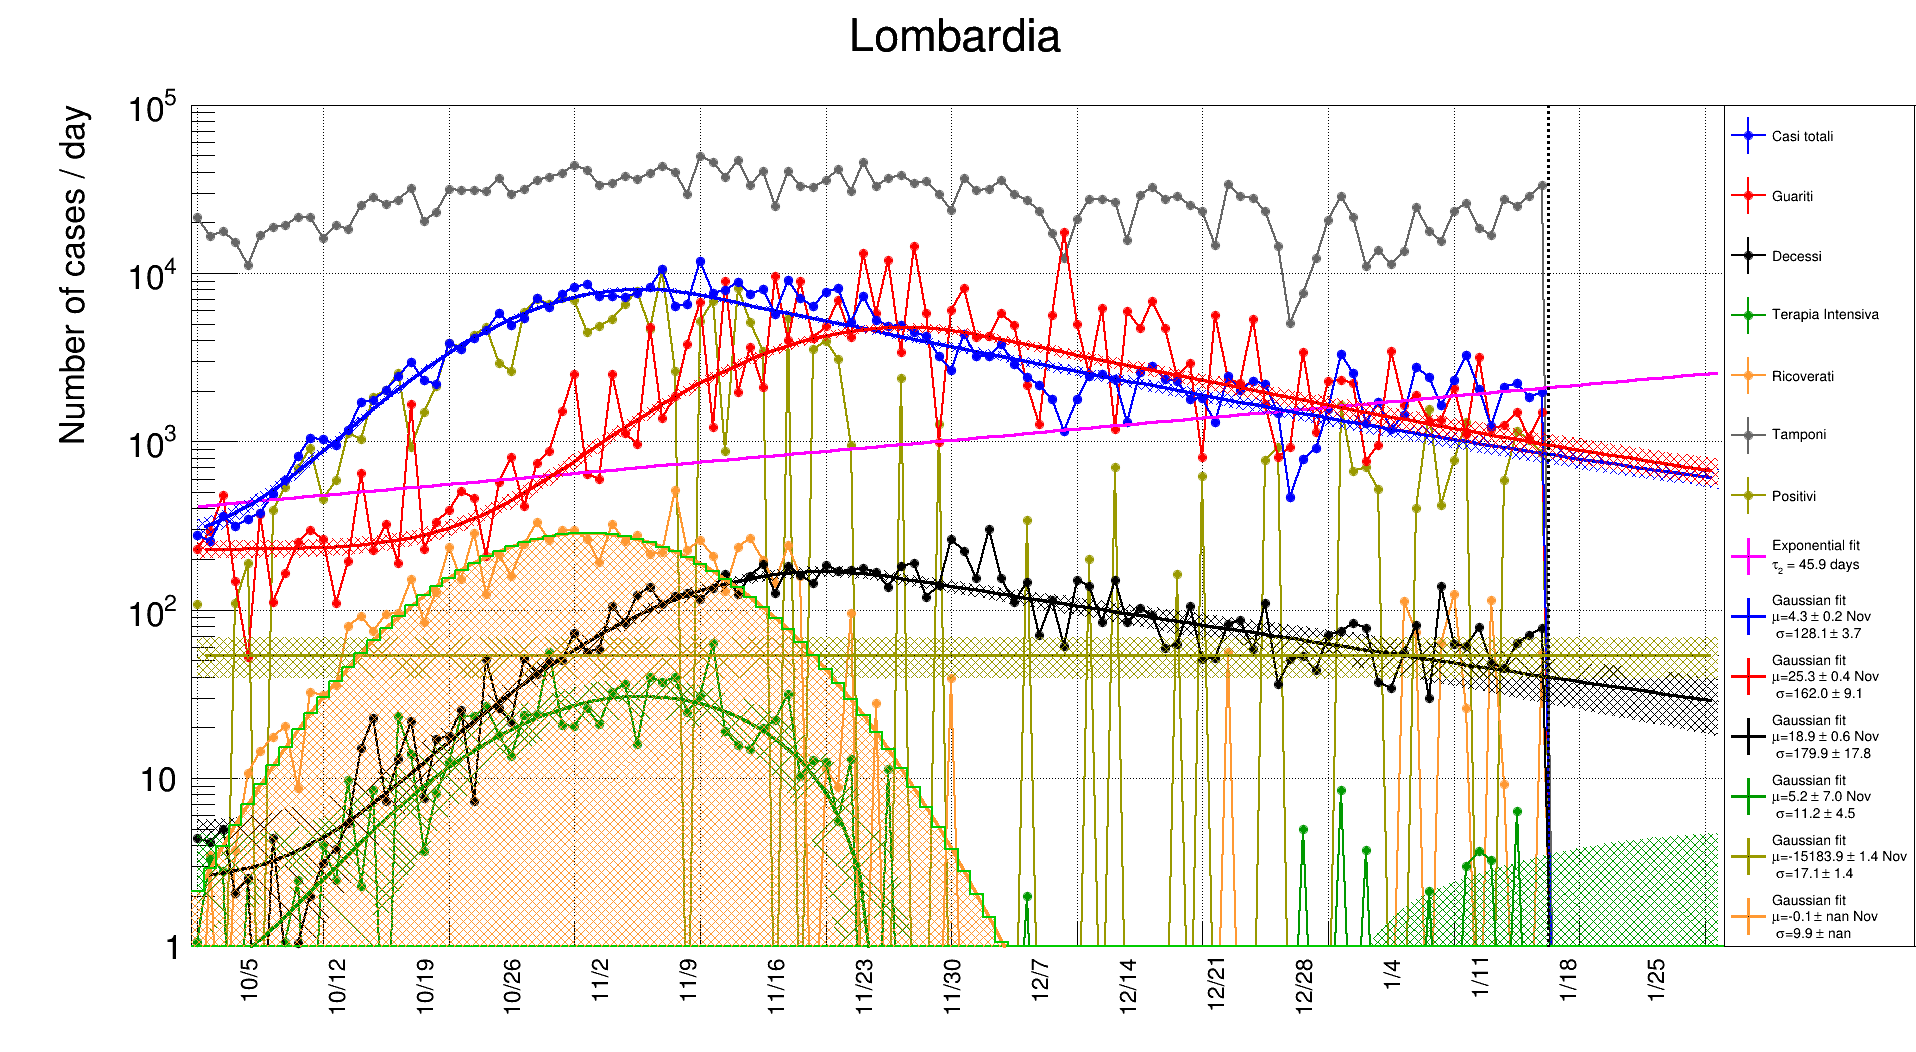 Lombardia
Number of cases / day
10^5
10^4
10^3
10^2
10
1
10/5
10/12
10/19
10/26
11/2
11/9
11/16
11/23
11/30
12/7
12/14
12/21
12/28
1/4
1/11
1/18
1/25
Casi totali
Guariti
Decessi
Terapia Intensiva
Ricoverati
Tamponi
Positivi
Exponential fit
τ₂ = 45.9 days
Gaussian fit
μ=4.3 ± 0.2 Nov
σ=128.1 ± 3.7
Gaussian fit
μ=25.3 ± 0.4 Nov
σ=162.0 ± 9.1
Gaussian fit
μ=18.9 ± 0.6 Nov
σ=179.9 ± 17.8
Gaussian fit
μ=5.2 ± 7.0 Nov
σ=11.2 ± 4.5
Gaussian fit
μ=-15183.9 ± 1.4 Nov
σ=17.1 ± 1.4
Gaussian fit
μ=-0.1 ± nan Nov
σ=9.9 ± nan